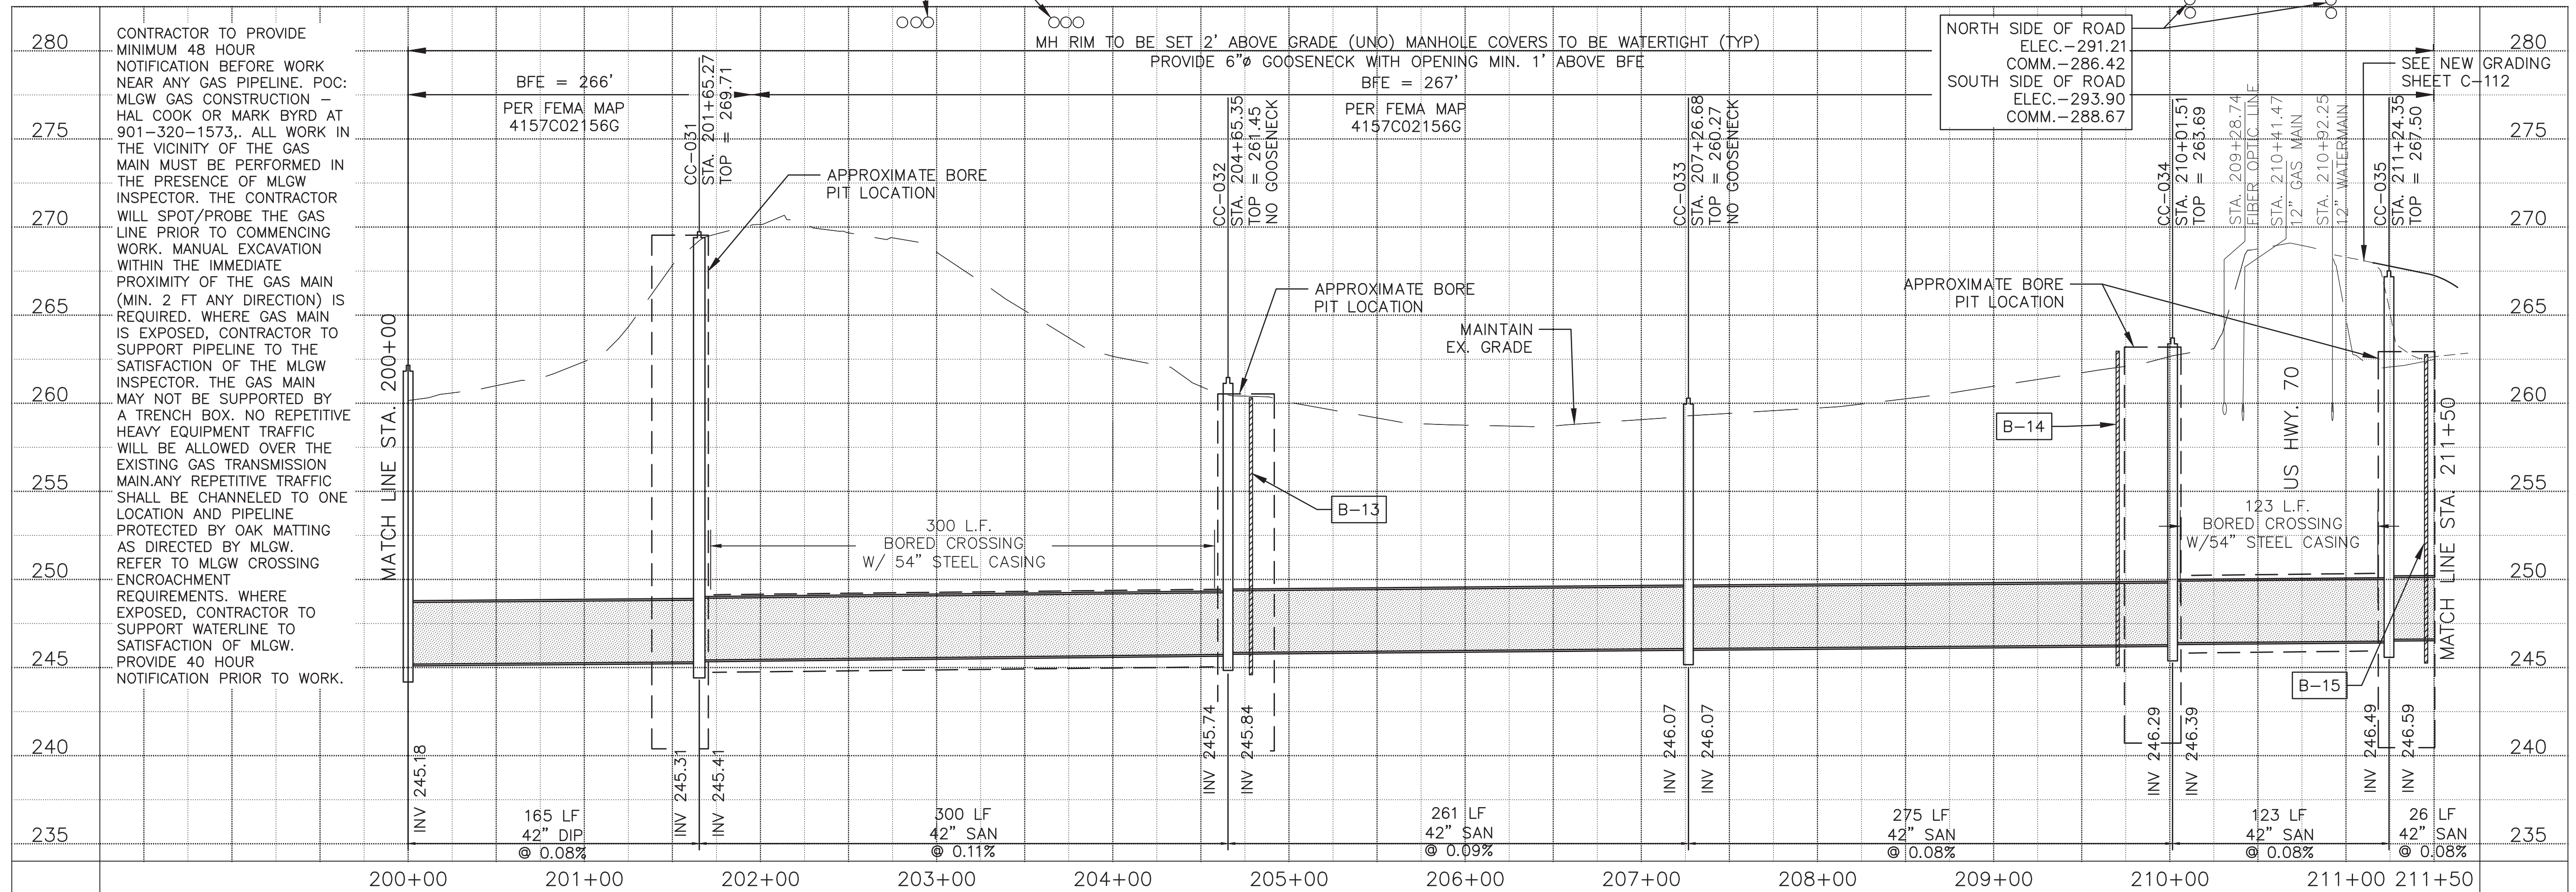 280
275
270
265
260
255
250
245
240
235
CONTRACTOR TO PROVIDE
MINIMUM 48 HOUR
NOTIFICATION BEFORE WORK
NEAR ANY GAS PIPELINE. POC:
MLGW GAS CONSTRUCTION –
HAL COOK OR MARK BYRD AT
901–320–1573,. ALL WORK IN
THE VICINITY OF THE GAS
MAIN MUST BE PERFORMED IN
THE PRESENCE OF MLGW
INSPECTOR. THE CONTRACTOR
WILL SPOT/PROBE THE GAS
LINE PRIOR TO COMMENCING
WORK. MANUAL EXCAVATION
WITHIN THE IMMEDIATE
PROXIMITY OF THE GAS MAIN
(MIN. 2 FT ANY DIRECTION) IS
REQUIRED. WHERE GAS MAIN
IS EXPOSED, CONTRACTOR TO
SUPPORT PIPELINE TO THE
SATISFACTION OF THE MLGW
INSPECTOR. THE GAS MAIN
MAY NOT BE SUPPORTED BY
A TRENCH BOX. NO REPETITIVE
HEAVY EQUIPMENT TRAFFIC
WILL BE ALLOWED OVER THE
EXISTING GAS TRANSMISSION
MAIN.ANY REPETITIVE TRAFFIC
SHALL BE CHANNELED TO ONE
LOCATION AND PIPELINE
PROTECTED BY OAK MATTING
AS DIRECTED BY MLGW.
REFER TO MLGW CROSSING
ENCROACHMENT
REQUIREMENTS. WHERE
EXPOSED, CONTRACTOR TO
SUPPORT WATERLINE TO
SATISFACTION OF MLGW.
PROVIDE 40 HOUR
NOTIFICATION PRIOR TO WORK.
MATCH LINE STA. 200+00
MH RIM TO BE SET 2' ABOVE GRADE (UNO) MANHOLE COVERS TO BE WATERTIGHT (TYP)
PROVIDE 6"ø GOOSENECK WITH OPENING MIN. 1' ABOVE BFE
BFE = 266'
PER FEMA MAP
4157C02156G
BFE = 267'
PER FEMA MAP
4157C02156G
CC–031
STA. 201+65.27
TOP = 269.71
APPROXIMATE BORE
PIT LOCATION
CC–032
STA. 204+65.35
TOP = 261.45
NO GOOSENECK
APPROXIMATE BORE
PIT LOCATION
MAINTAIN
EX. GRADE
CC–033
STA. 207+26.68
TOP = 260.27
NO GOOSENECK
NORTH SIDE OF ROAD
ELEC.–291.21
COMM.–286.42
SOUTH SIDE OF ROAD
ELEC.–293.90
COMM.–288.67
APPROXIMATE BORE
PIT LOCATION
CC–034
STA. 210+01.51
TOP = 263.69
STA. 209+28.74
FIBER OPTIC LINE
STA. 210+41.47
12" GAS MAIN
STA. 210+92.25
12" WATERMAIN
CC–035
STA. 211+24.35
TOP = 267.50
SEE NEW GRADING
SHEET C–112
B–13
B–14
B–15
US HWY. 70
300 L.F.
BORED CROSSING
W/ 54" STEEL CASING
123 L.F.
BORED CROSSING
W/54" STEEL CASING
MATCH LINE STA. 211+50
INV 245.18
INV 245.31
INV 245.41
INV 245.74
INV 245.84
INV 246.07
INV 246.07
INV 246.29
INV 246.39
INV 246.49
INV 246.59
165 LF
42" DIP
@ 0.08%
300 LF
42" SAN
@ 0.11%
261 LF
42" SAN
@ 0.09%
275 LF
42" SAN
@ 0.08%
123 LF
42" SAN
@ 0.08%
26 LF
42" SAN
@ 0.08%
280
275
270
265
260
255
250
245
240
235
200+00 201+00 202+00 203+00 204+00 205+00 206+00 207+00 208+00 209+00 210+00 211+00 211+50